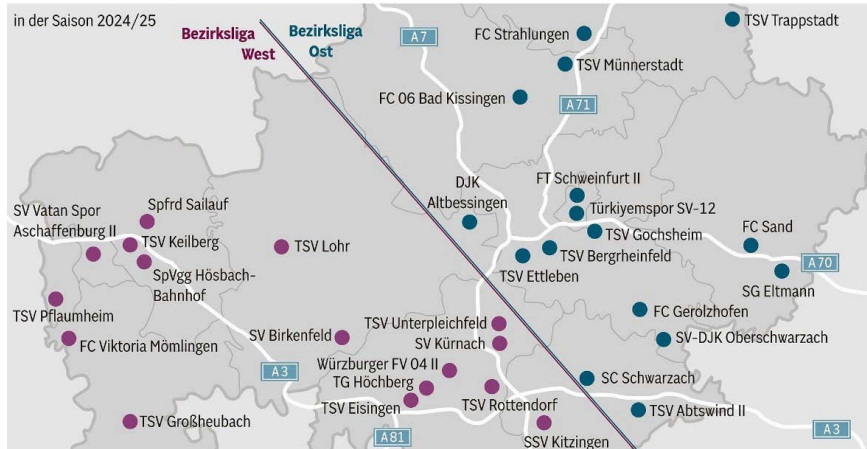 in der Saison 2024/25
Bezirksliga
West
Bezirksliga
Ost
A7
FC Strahlungen
TSV Trappstadt
TSV Münnerstadt
FC 06 Bad Kissingen
A71
DJK
Altbessingen
FT Schweinfurt II
Türkiyemspor SV-12
TSV Gochsheim
FC Sand
TSV Bergrheinfeld
TSV Ettleben
A70
SG Eltmann
SV Vatan Spor
Aschaffenburg II
Spfrd Sailauf
TSV Keilberg
SpVgg Hösbach-
Bahnhof
TSV Lohr
TSV Pflaumheim
FC Viktoria Mömlingen
SV Birkenfeld
TSV Unterpleichfeld
SV Kürnach
FC Gerolzhofen
SV-DJK Oberschwarzach
A3
Würzburger FV 04 II
TG Höchberg
TSV Eisingen
TSV Rottendorf
SC Schwarzach
TSV Abtswind II
TSV Großheubach
A81
SSV Kitzingen
A3